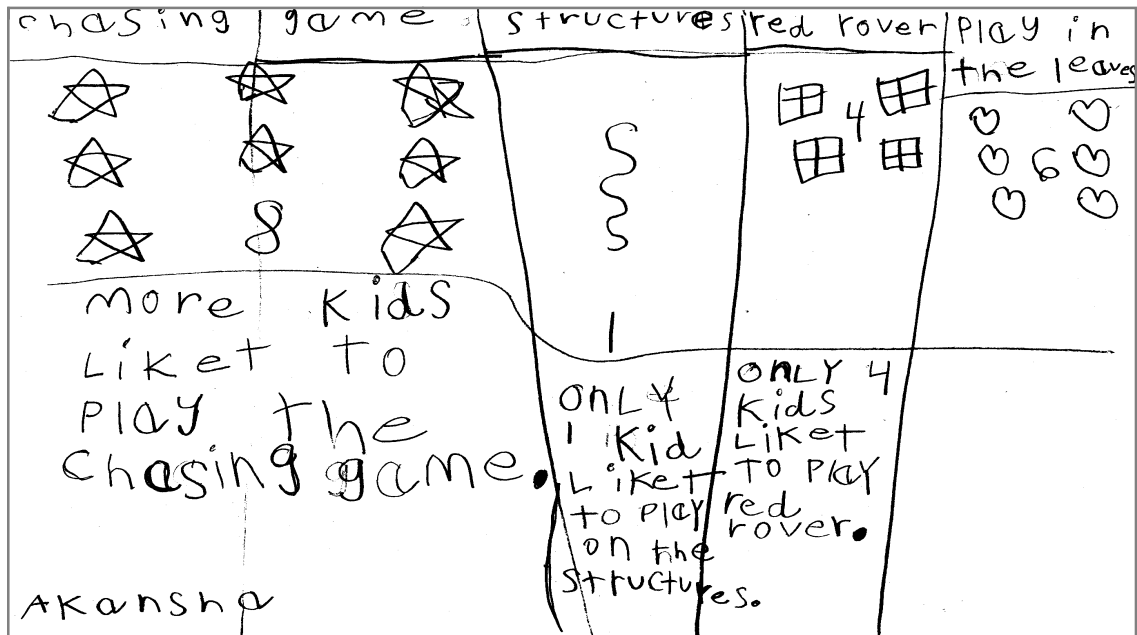 chasing game
structures
red rover
Play in
the leaves
8
1
4
6
More Kids
Liket To
Play the
Chasing game.
only
1 Kid
Liket
to play
on the
structures.
only 4
Kids
Liket
To play
red
rover.
Akansha